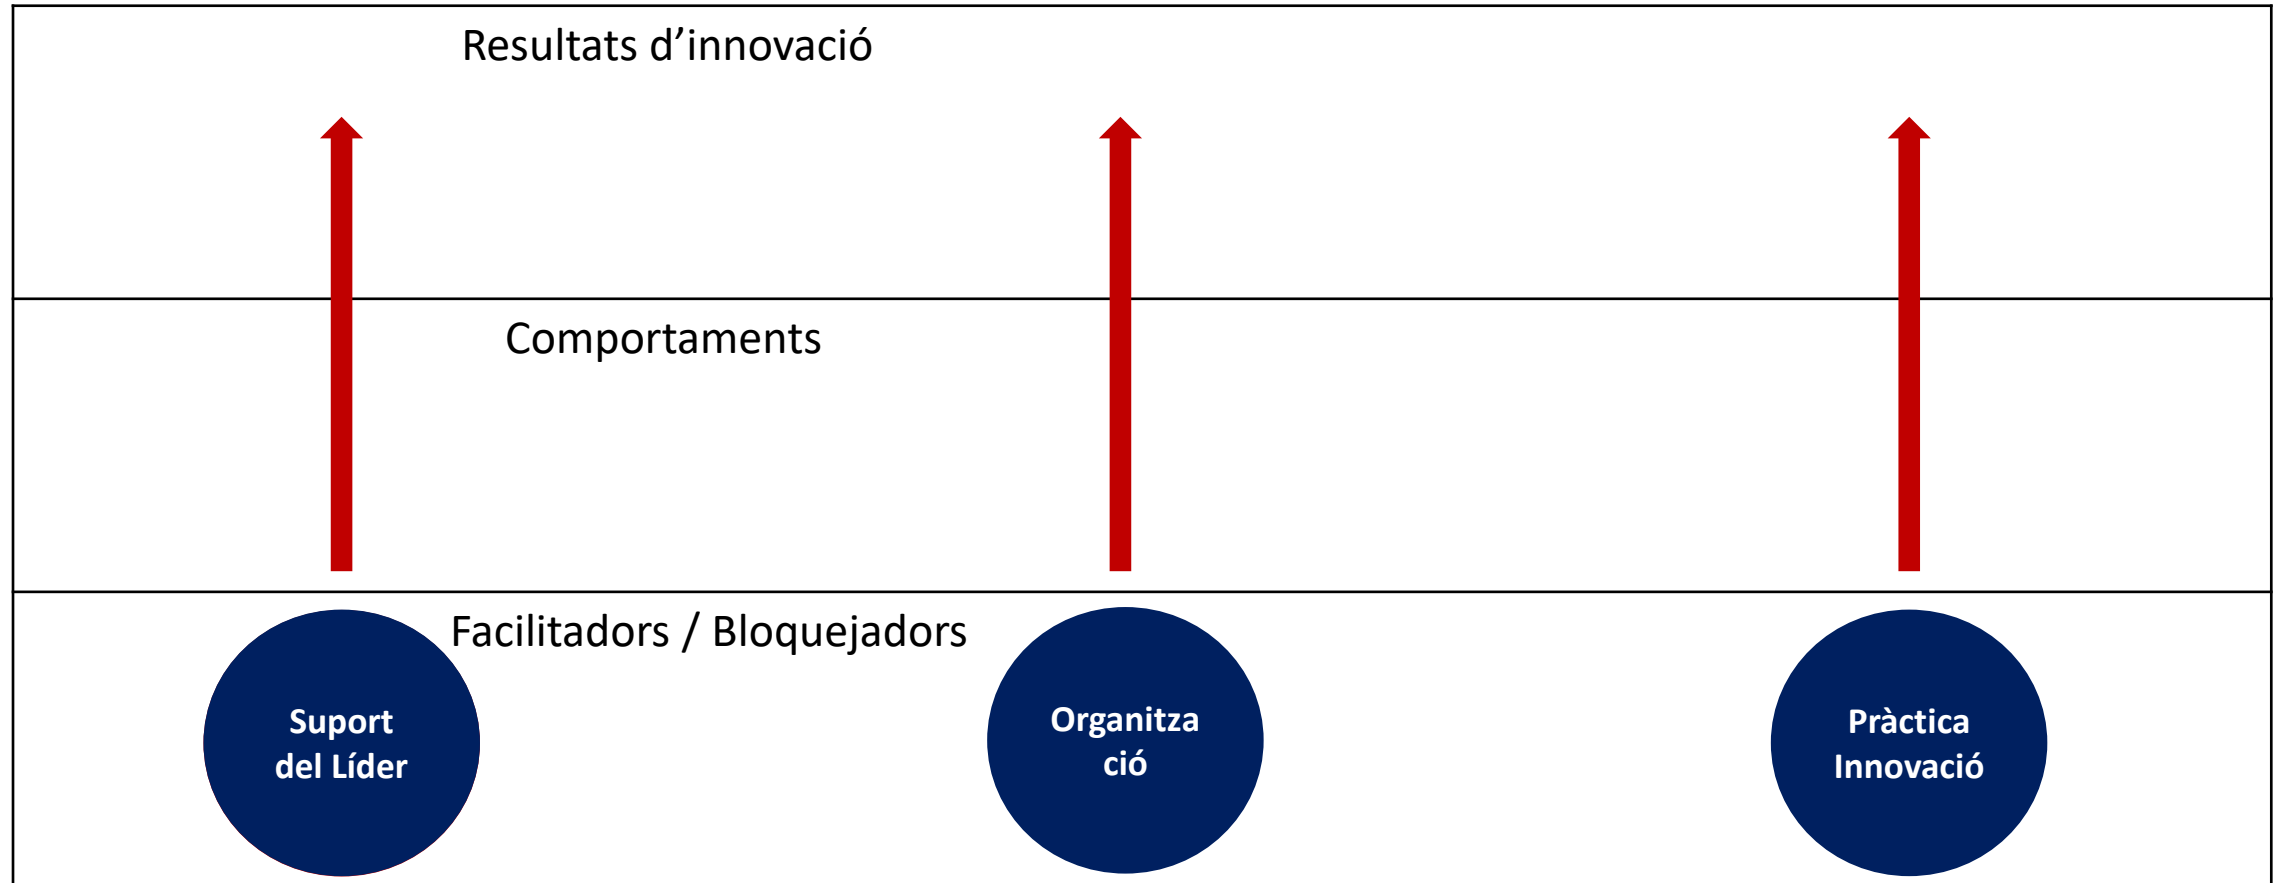 Resultats d’innovació
Comportaments
Facilitadors / Bloquejadors
Suport
del Líder
Organitza
ció
Pràctica
Innovació